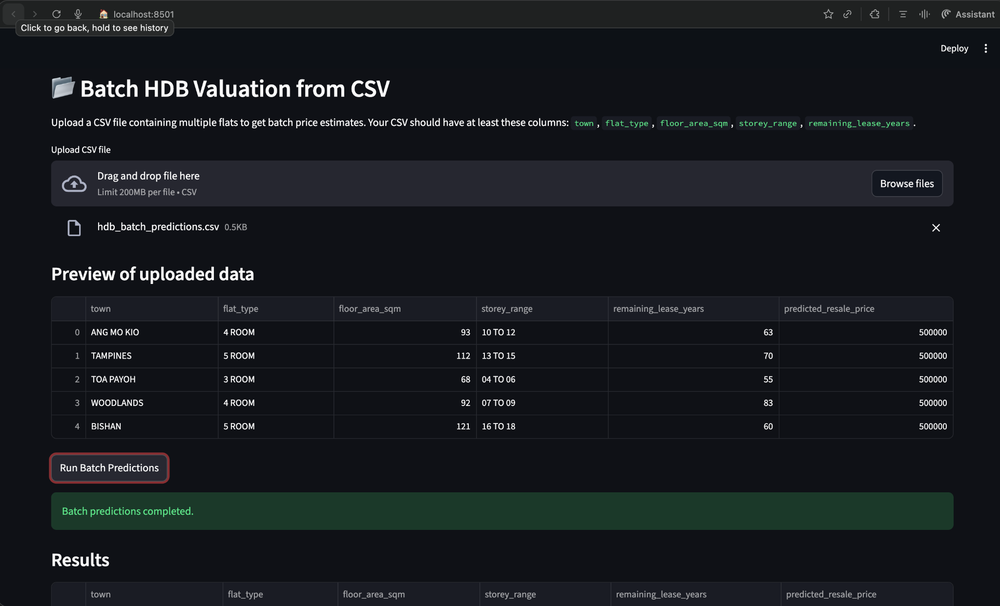 localhost:8501
Assistant
Click to go back, hold to see history
Deploy
Batch HDB Valuation from CSV
Upload a CSV file containing multiple flats to get batch price estimates. Your CSV should have at least these columns: town, flat_type, floor_area_sqm, storey_range, remaining_lease_years.
Upload CSV file
Drag and drop file here
Limit 200MB per file • CSV
Browse files
hdb_batch_predictions.csv 0.5KB
Preview of uploaded data
town flat_type floor_area_sqm storey_range remaining_lease_years predicted_resale_price
0 ANG MO KIO 4 ROOM 93 10 TO 12 63 500000
1 TAMPINES 5 ROOM 112 13 TO 15 70 500000
2 TOA PAYOH 3 ROOM 68 04 TO 06 55 500000
3 WOODLANDS 4 ROOM 92 07 TO 09 83 500000
4 BISHAN 5 ROOM 121 16 TO 18 60 500000
Run Batch Predictions
Batch predictions completed.
Results
town flat_type floor_area_sqm storey_range remaining_lease_years predicted_resale_price